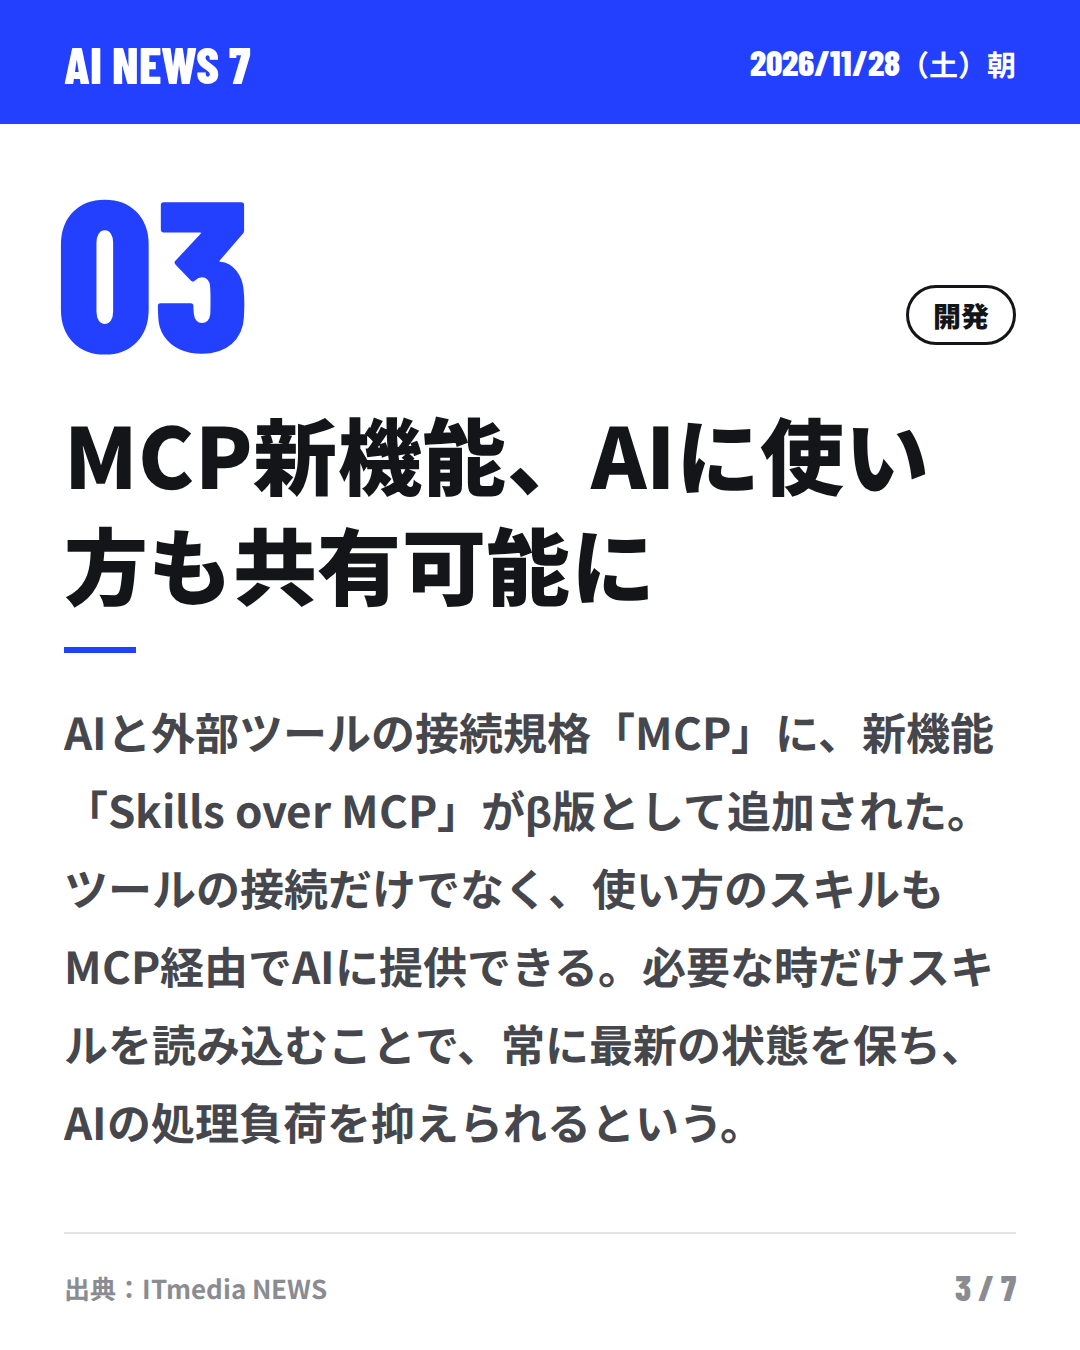 AI NEWS 7
2026/11/28（土）朝
03
開発
MCP新機能、AIに使い
方も共有可能に
AIと外部ツールの接続規格「MCP」に、新機能
「Skills over MCP」がβ版として追加された。
ツールの接続だけでなく、使い方のスキルも
MCP経由でAIに提供できる。必要な時だけスキ
ルを読み込むことで、常に最新の状態を保ち、
AIの処理負荷を抑えられるという。
出典：ITmedia NEWS
3 / 7